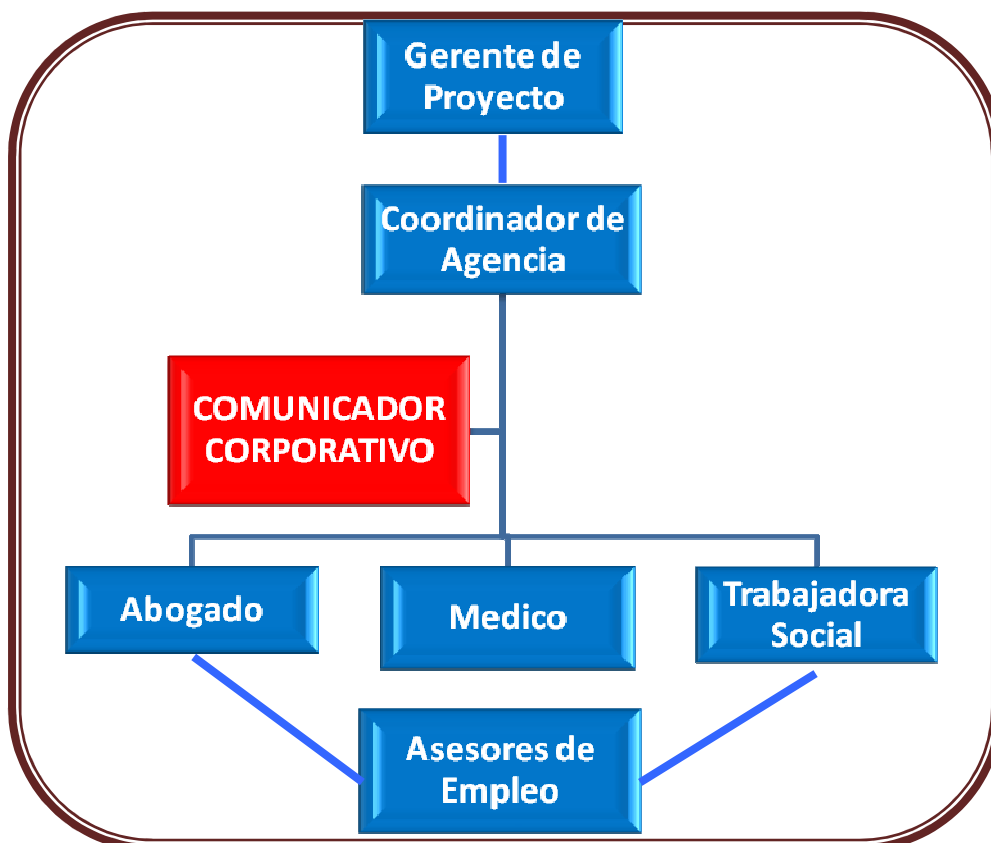 Gerente de
Proyecto
Coordinador de
Agencia
COMUNICADOR
CORPORATIVO
Abogado
Medico
Trabajadora
Social
Asesores de
Empleo